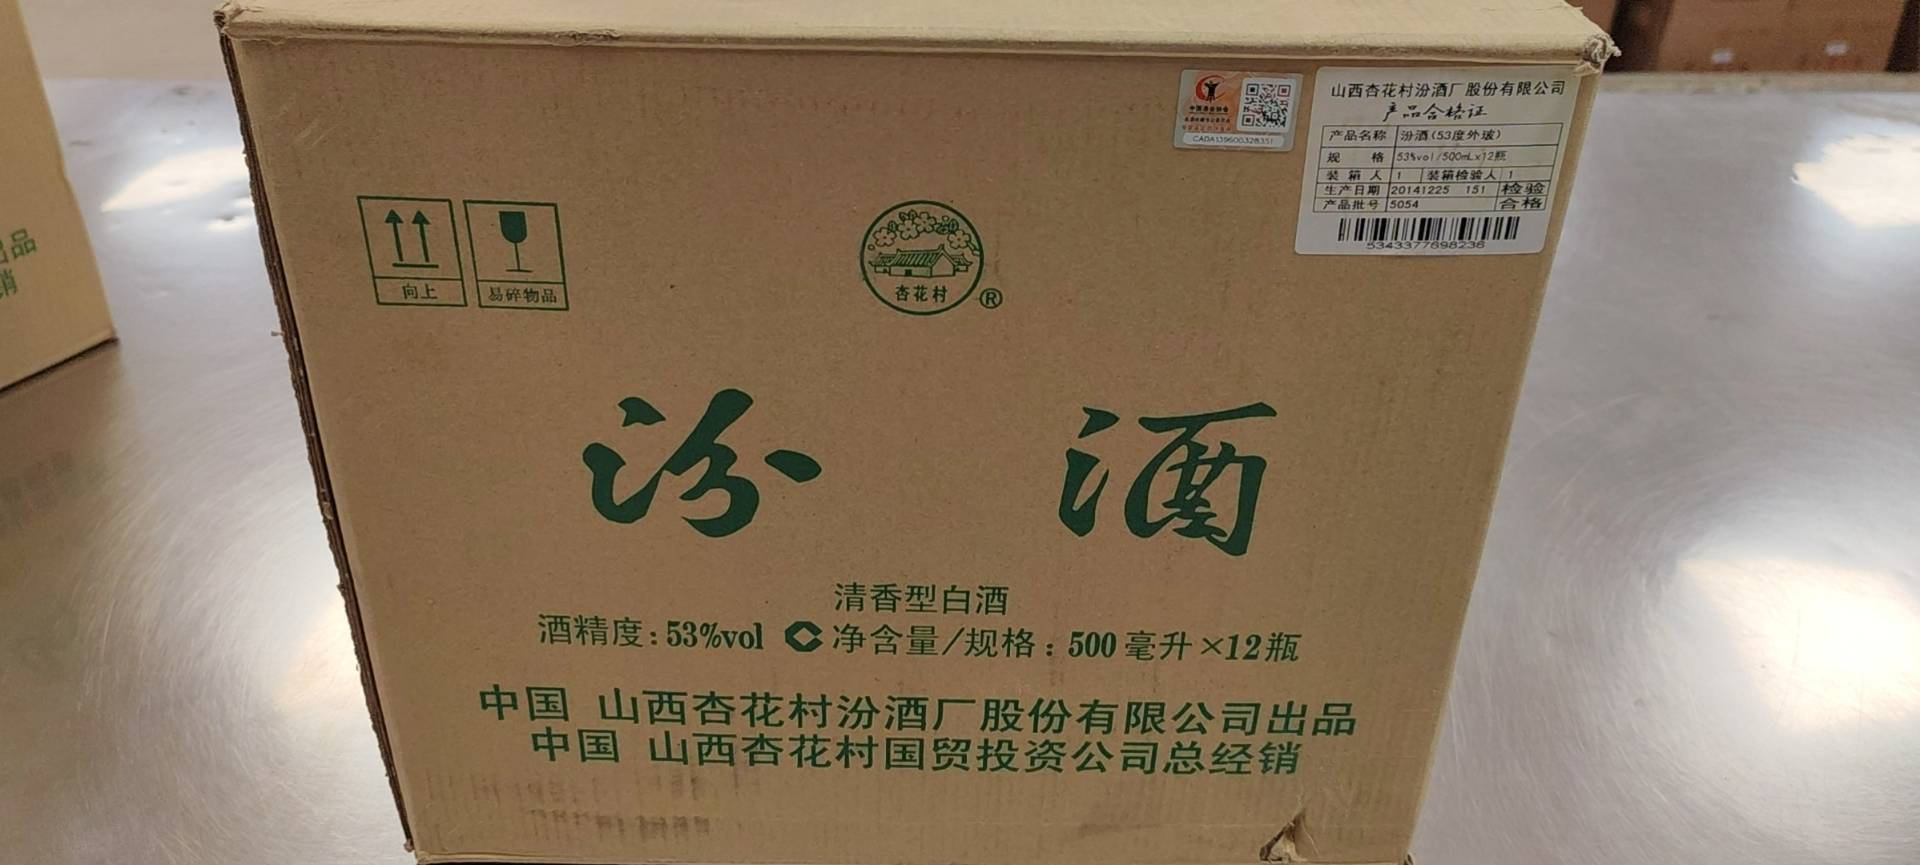 山西杏花村汾酒厂股份有限公司
产品合格证
产品名称 汾酒(53度外玻)
规 格 53%vol/500mL×12瓶
装箱人 1 装箱检验人 1
生产日期 20141225 151 检验
产品批号 5054 合格
5343377698236
CADA139600328351
向上
易碎物品
杏花村
®
汾酒
清香型白酒
酒精度:53%vol 净含量/规格:500毫升×12瓶
中国 山西杏花村汾酒厂股份有限公司出品
中国 山西杏花村国贸投资公司总经销
出品
销